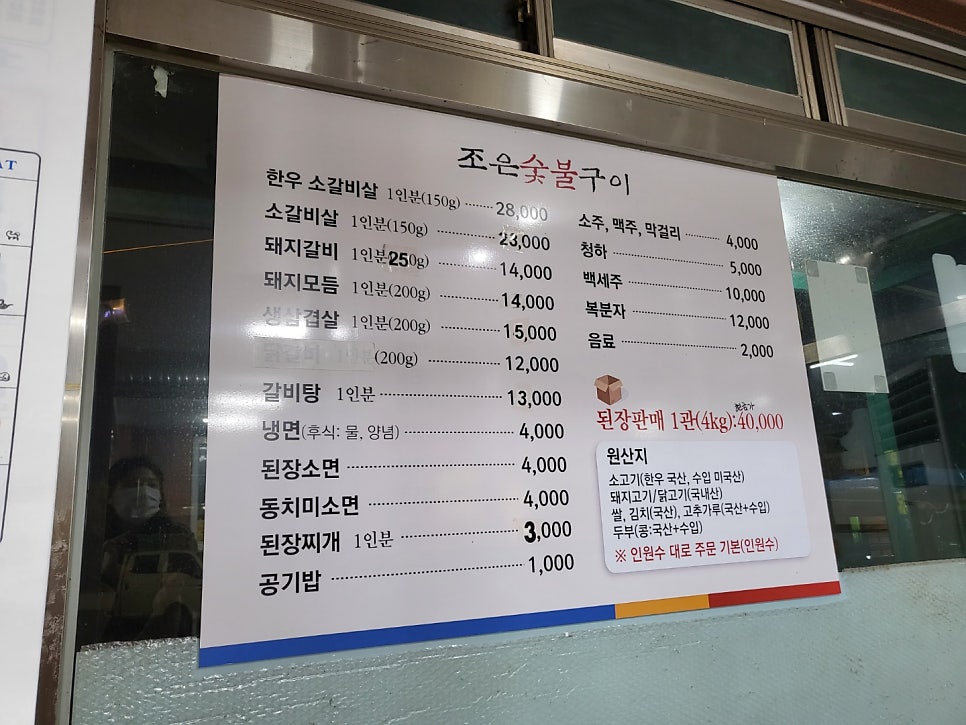 조은숯불구이
한우 소갈비살 1인분(150g) 28,000
소갈비살 1인분(150g) 23,000
돼지갈비 1인분(250g) 14,000
돼지모듬 1인분(200g) 14,000
생삼겹살 1인분(200g) 15,000
(200g) 12,000
갈비탕 1인분 13,000
냉면(후식: 물, 양념) 4,000
된장소면 4,000
동치미소면 4,000
된장찌개 1인분 3,000
공기밥 1,000
소주, 맥주, 막걸리 4,000
청하 5,000
백세주 10,000
복분자 12,000
음료 2,000
된장판매 1관(4kg):40,000
원산지
소고기(한우 국산, 수입 미국산)
돼지고기/닭고기(국내산)
쌀, 김치(국산), 고추가루(국산+수입)
두부(콩:국산+수입)
※ 인원수 대로 주문 기본(인원수)